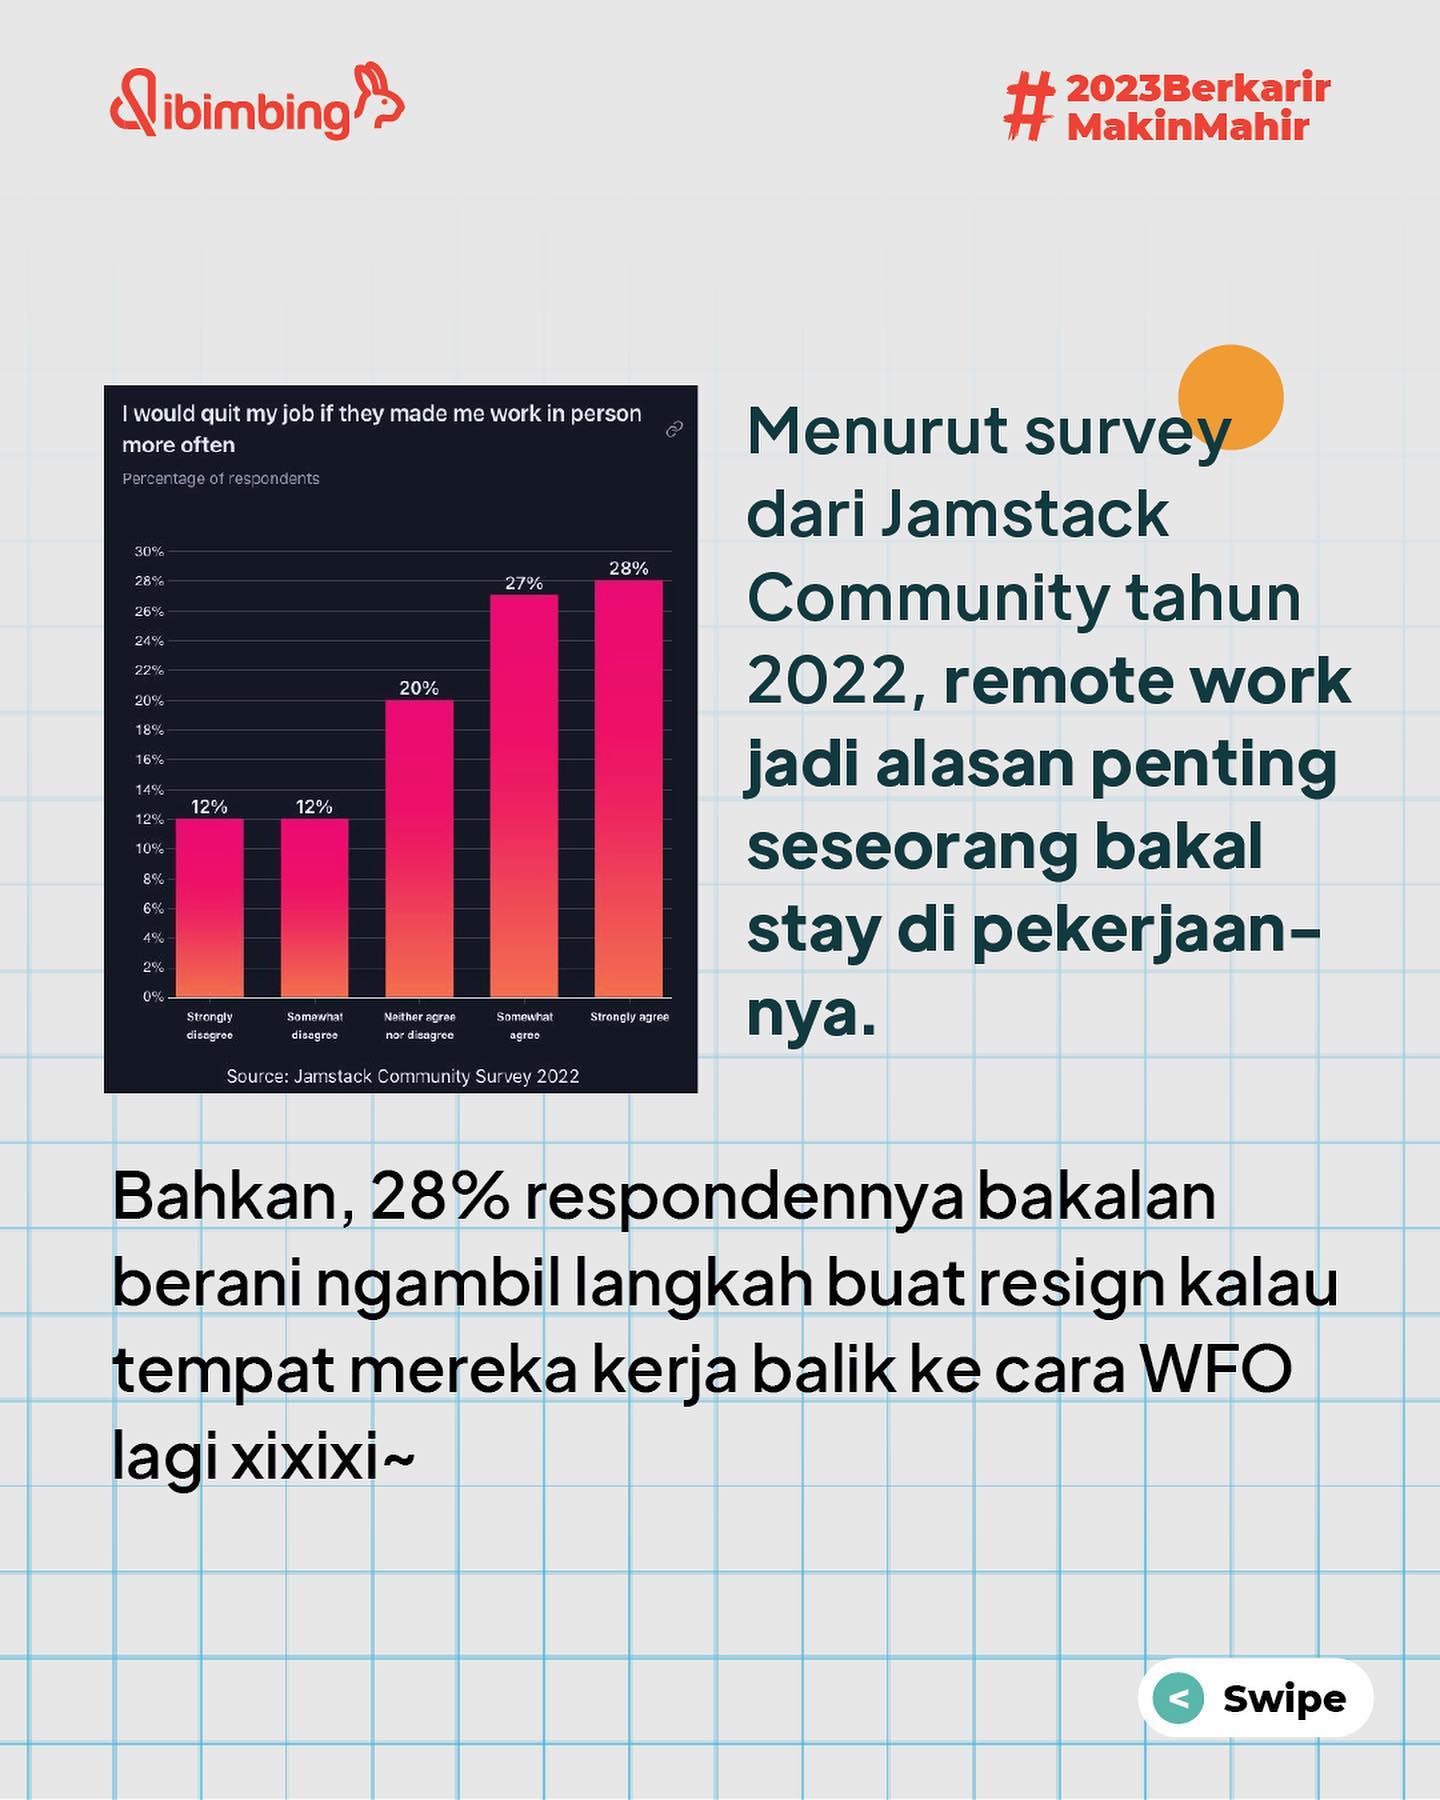 dibimbing
#2023Berkarir
MakinMahir
I would quit my job if they made me work in person
more often
Percentage of respondents
30%
28%
26%
24%
22%
20%
18%
16%
14%
12%
10%
8%
6%
4%
2%
0%
12%
12%
20%
27%
28%
Strongly
disagree
Somewhat
disagree
Neither agree
nor disagree
Somewhat
agree
Strongly agree
Source: Jamstack Community Survey 2022
Menurut survey
dari Jamstack
Community tahun
2022, remote work
jadi alasan penting
seseorang bakal
stay di pekerjaan-
nya.
Bahkan, 28% respondennya bakalan
berani ngambil langkah buat resign kalau
tempat mereka kerja balik ke cara WFO
lagi xixixi~
< Swipe